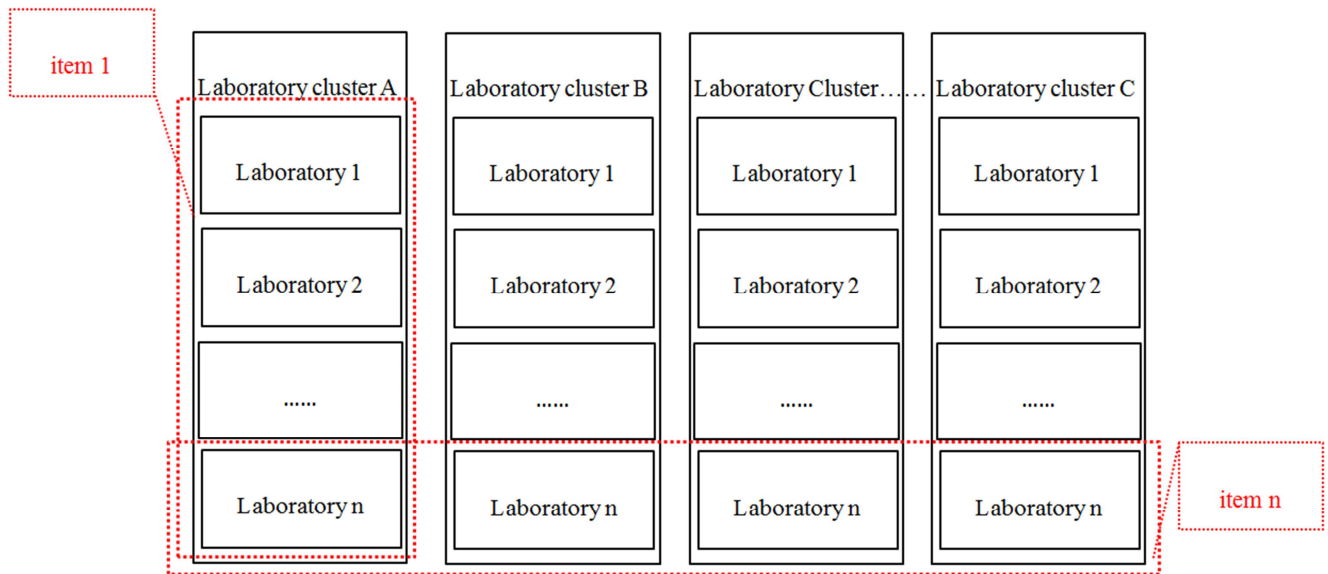 item 1
Laboratory cluster A
Laboratory cluster B
Laboratory Cluster……
Laboratory cluster C
Laboratory 1
Laboratory 1
Laboratory 1
Laboratory 1
Laboratory 2
Laboratory 2
Laboratory 2
Laboratory 2
......
......
......
......
Laboratory n
Laboratory n
Laboratory n
Laboratory n
item n